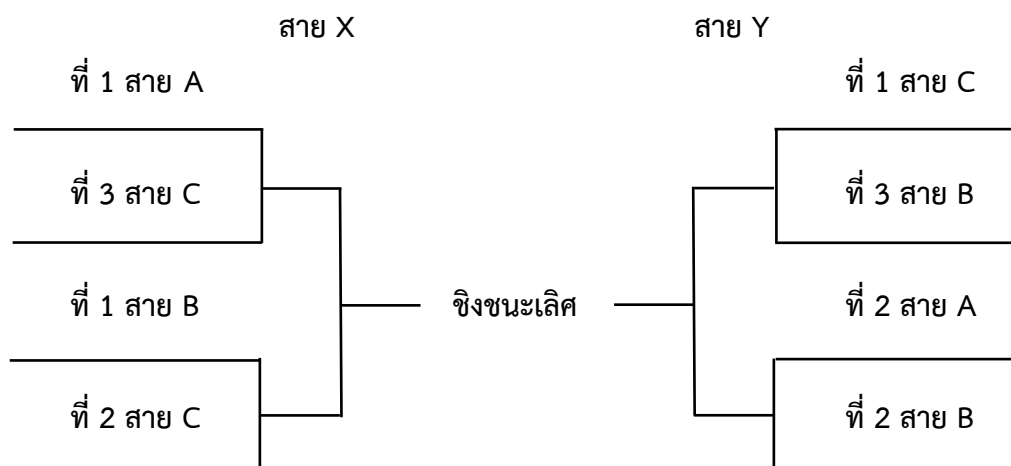 สาย X สาย Y
ที่ 1 สาย A ที่ 1 สาย C
ที่ 3 สาย C ที่ 3 สาย B
ที่ 1 สาย B ชิงชนะเลิศ ที่ 2 สาย A
ที่ 2 สาย C ที่ 2 สาย B